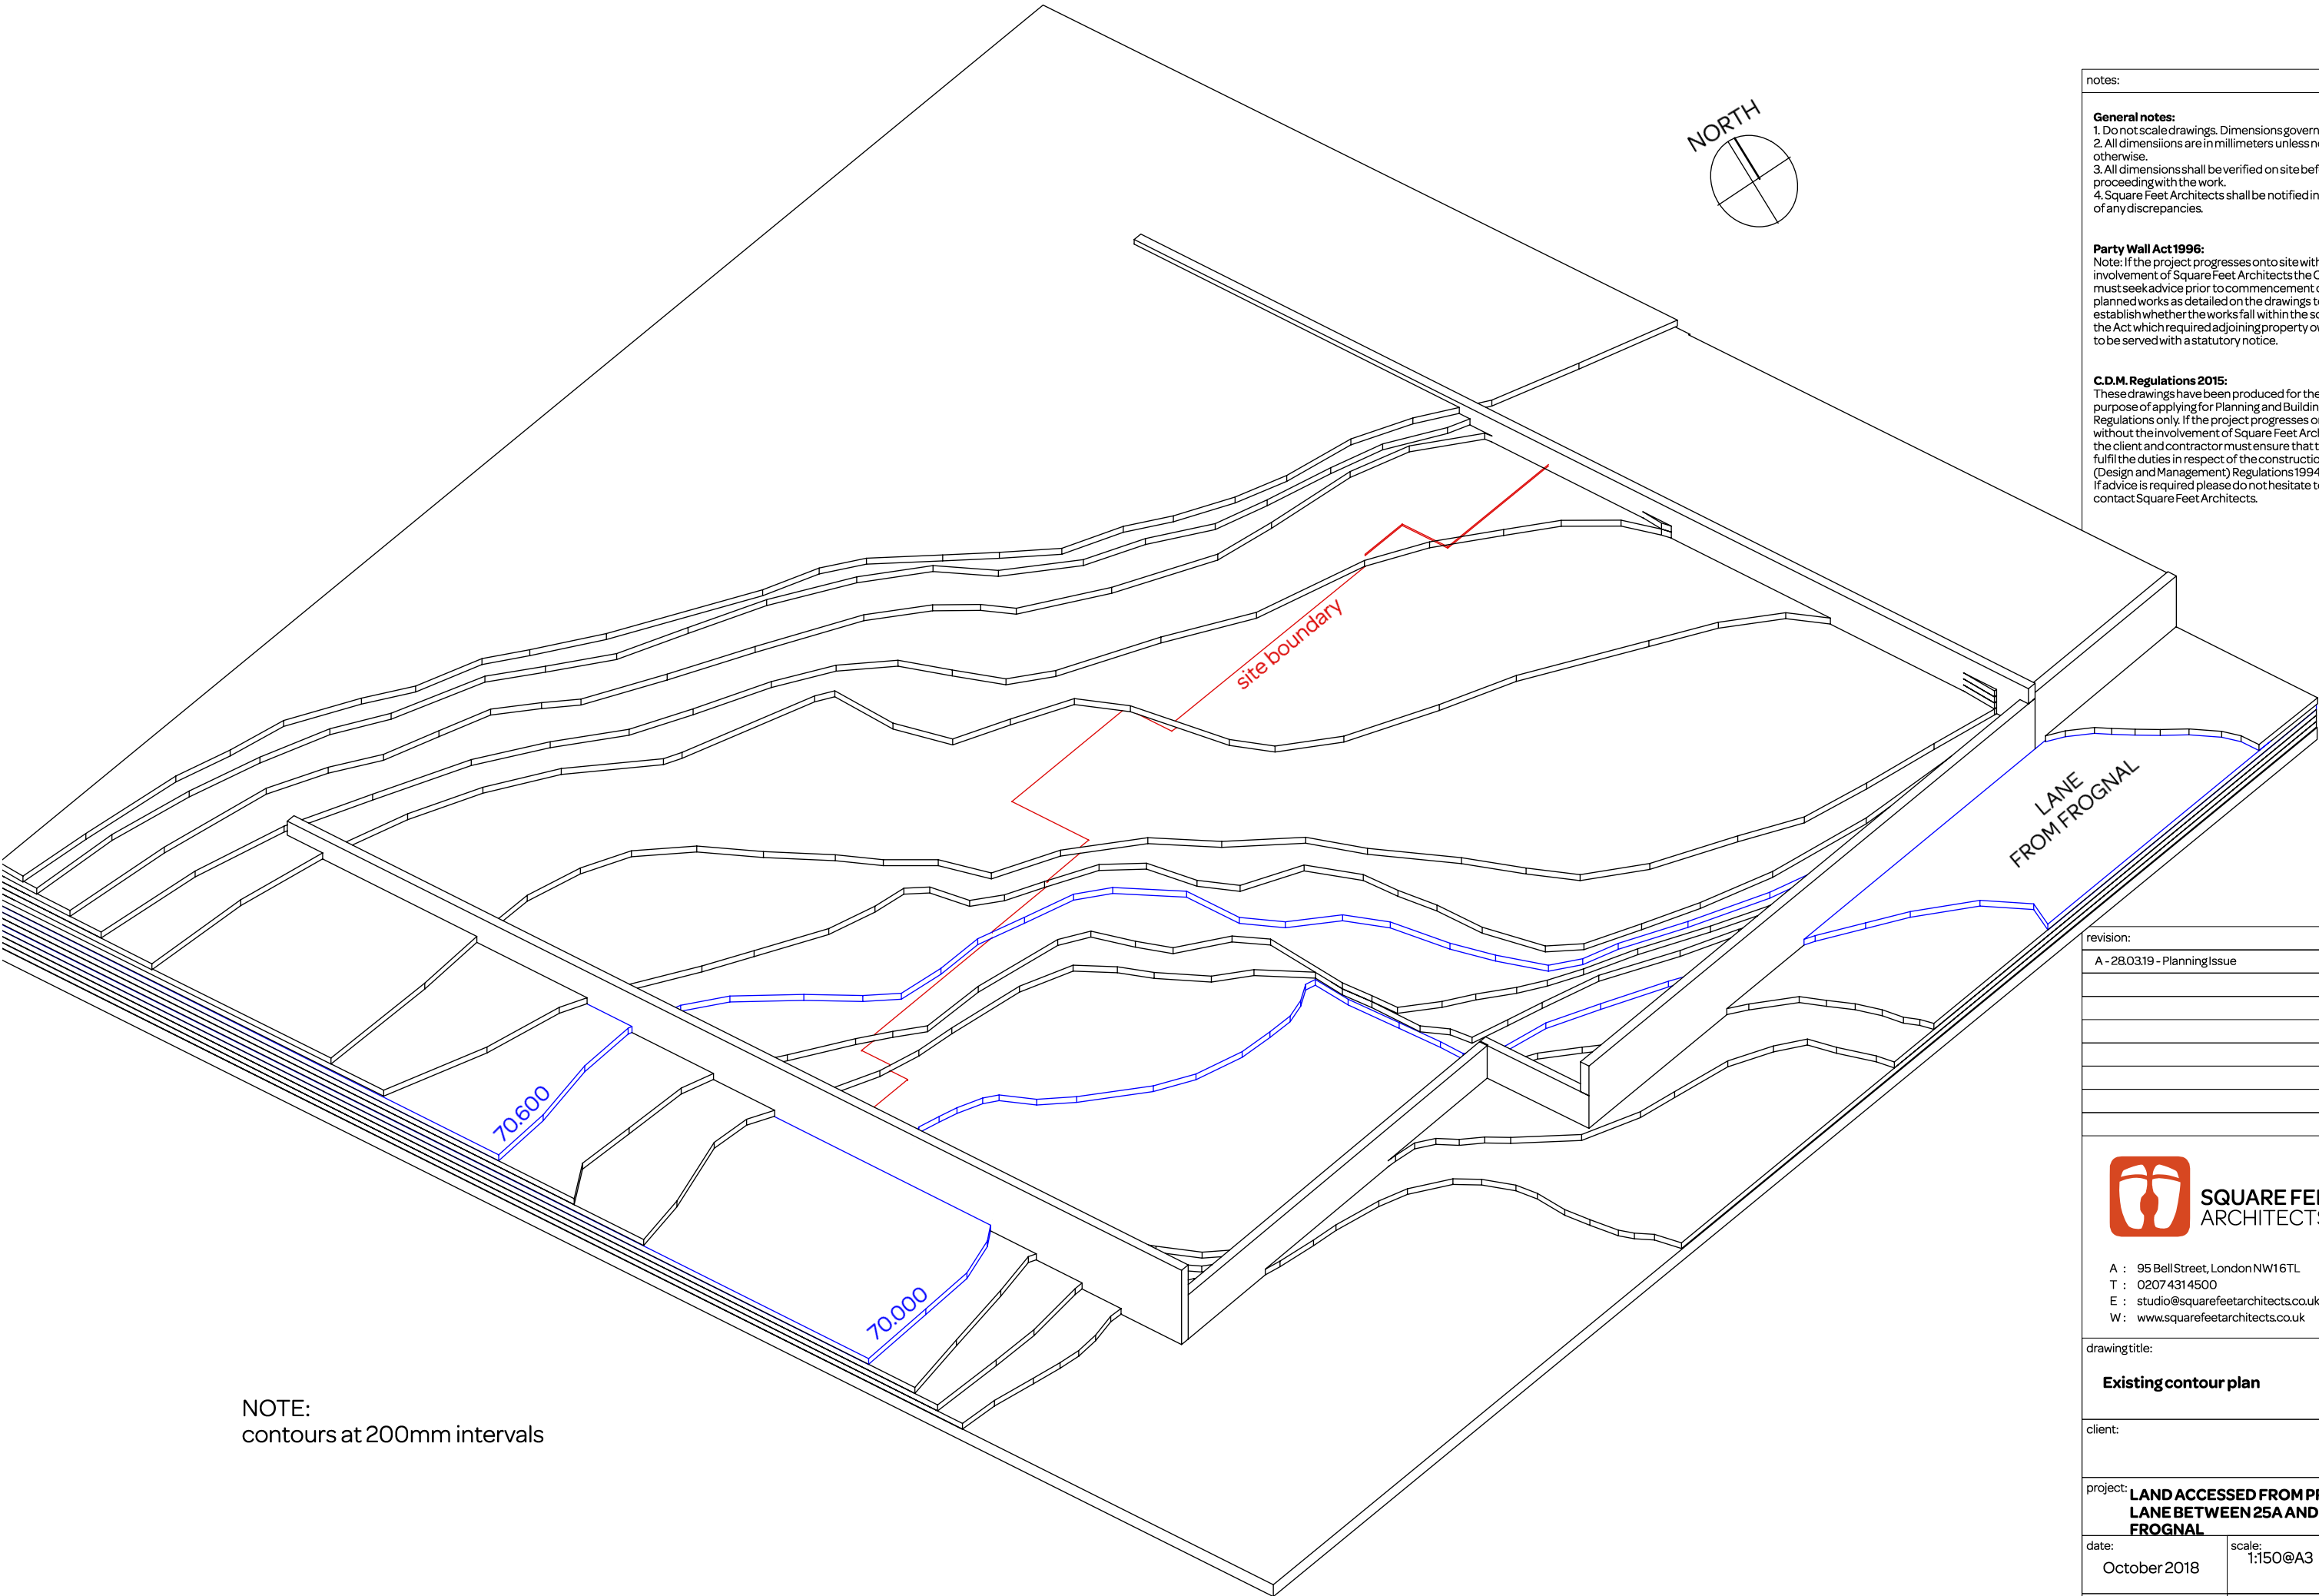 NORTH
site boundary
LANE
FROM FROGNAL
70.600
70.000
NOTE:
contours at 200mm intervals
notes:
General notes:
1. Do not scale drawings. Dimensions govern
2. All dimensiions are in millimeters unless
otherwise.
3. All dimensions shall be verified on site
proceeding with the work.
4. Square Feet Architects shall be notified in
of any discrepancies.
Party Wall Act 1996:
Note: If the project progresses onto site
involvement of Square Feet Architects the
must seek advice prior to commencement
planned works as detailed on the drawings
establish whether the works fall within the
the Act which required adjoining property
to be served with a statutory notice.
C.D.M. Regulations 2015:
These drawings have been produced for the
purpose of applying for Planning and
Regulations only. If the project progresses
without the involvement of Square Feet
the client and contractor must ensure that
fulfil the duties in respect of the
(Design and Management) Regulations 1994
If advice is required please do not hesitate
contact Square Feet Architects.
revision:
A - 28.03.19 - Planning Issue
SQUARE
ARCHITECTS
A : 95 Bell Street, London NW1 6TL
T : 0207 431 4500
E : studio@squarefeetarchitects.co.uk
W : www.squarefeetarchitects.co.uk
drawing title:
Existing contour plan
client:
project: LAND ACCESSED FROM
LANE BETWEEN 25A AND
FROGNAL
date:
October 2018
scale:
1:150@A3